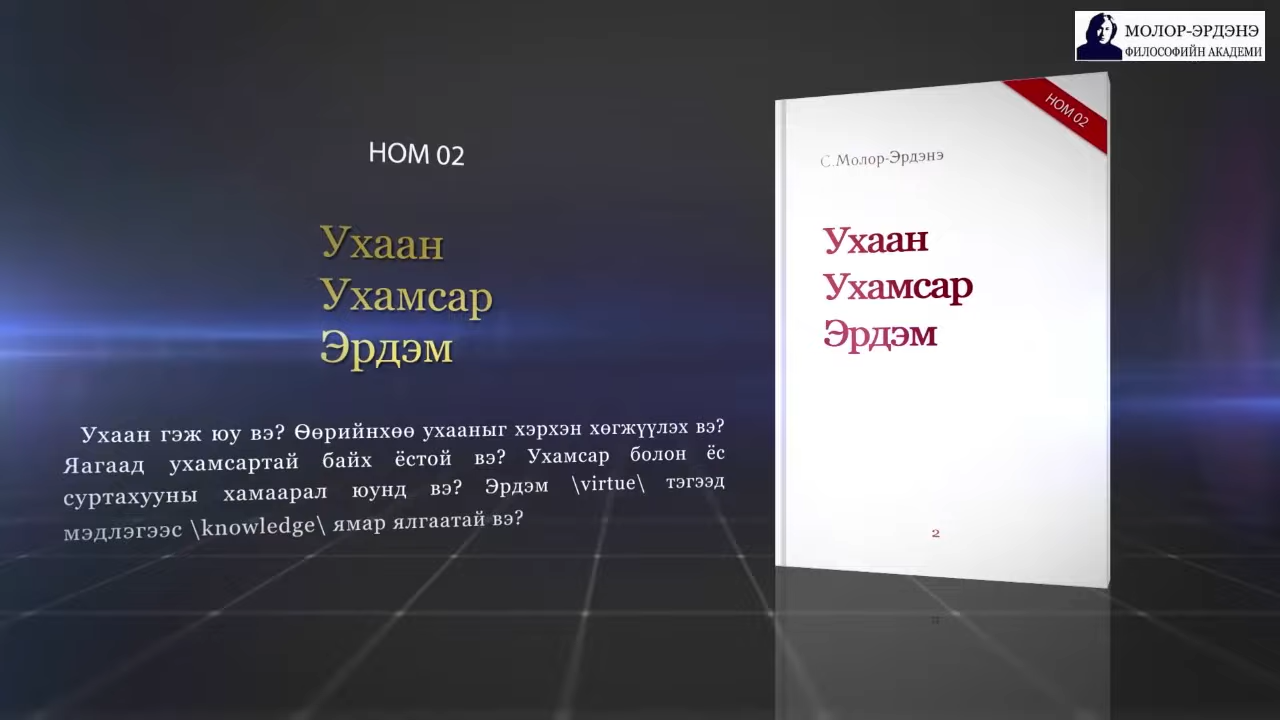 МОЛОР-ЭРДЭНЭ
ФИЛОСОФИЙН АКАДЕМИ
НОМ 02
Ухаан
Ухамсар
Эрдэм
Ухаан гэж юу вэ? Өөрийнхөө ухааныг хэрхэн хөгжүүлэх вэ?
Яагаад ухамсартай байх ёстой вэ? Ухамсар болон ёс
суртахууны хамаарал юунд вэ? Эрдэм \virtue\ тэгээд
мэдлэгээс \knowledge\ ямар ялгаатай вэ?
НОМ 02
С.Молор-Эрдэнэ
Ухаан
Ухамсар
Эрдэм
2